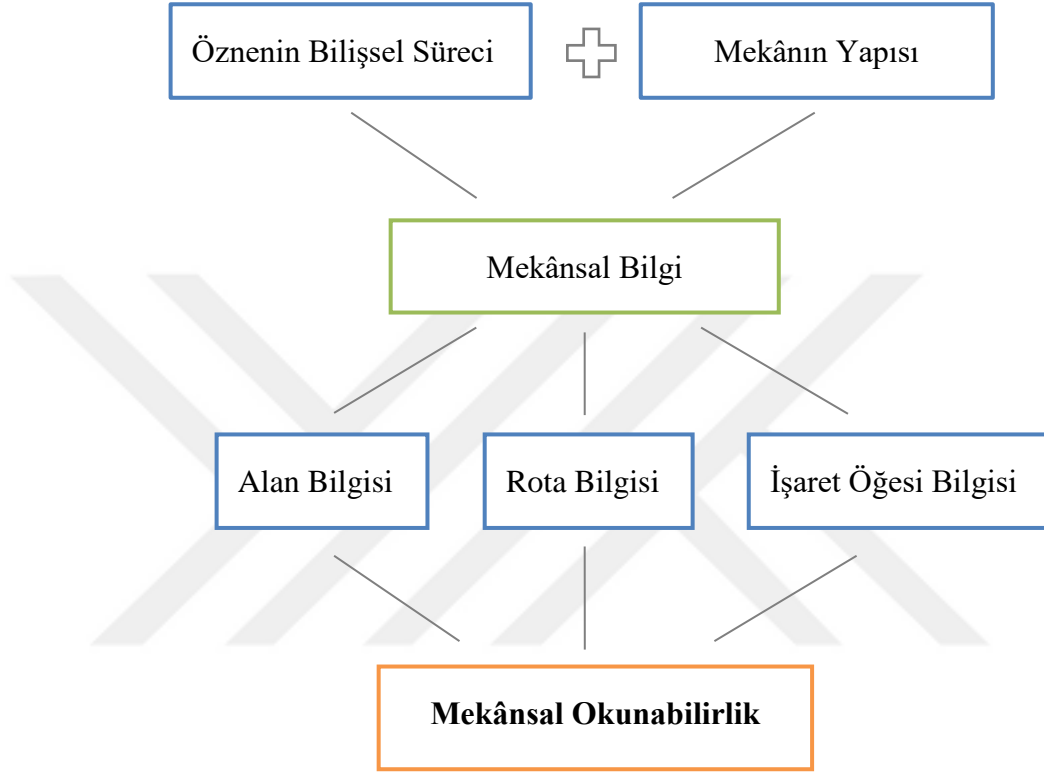 Öznenin Bilişsel Süreci
Mekânın Yapısı
Mekânsal Bilgi
Alan Bilgisi
Rota Bilgisi
İşaret Öğesi Bilgisi
Mekânsal Okunabilirlik